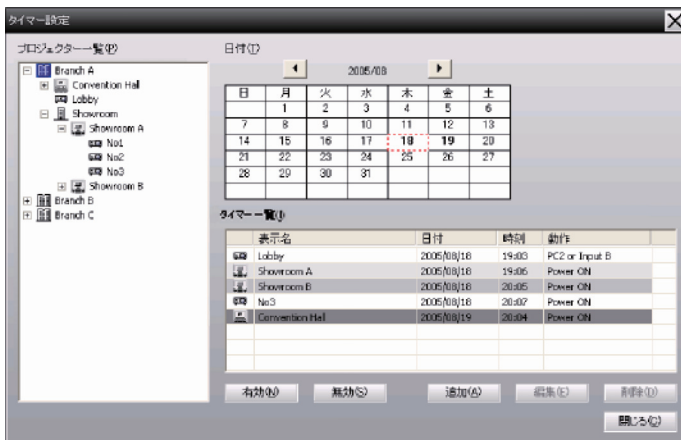 タイマー設定
プロジェクター一覧(P)
Branch A
Convention Hall
Lobby
Showroom
Showroom A
No1
No2
No3
Showroom B
Branch B
Branch C
日付(T)
2005/08
日 月 火 水 木 金 土
1 2 3 4 5 6
7 8 9 10 11 12 13
14 15 16 17 18 19 20
21 22 23 24 25 26 27
28 29 30 31
タイマー一覧(I)
表示名 日付 時刻 動作
Lobby 2005/08/18 19:03 PC2 or Input B
Showroom A 2005/08/18 19:06 Power ON
Showroom B 2005/08/18 20:05 Power ON
No3 2005/08/18 20:07 Power ON
Convention Hall 2005/08/19 20:04 Power ON
有効(N) 無効(S) 追加(A) 編集(E) 削除(D)
閉じる(C)